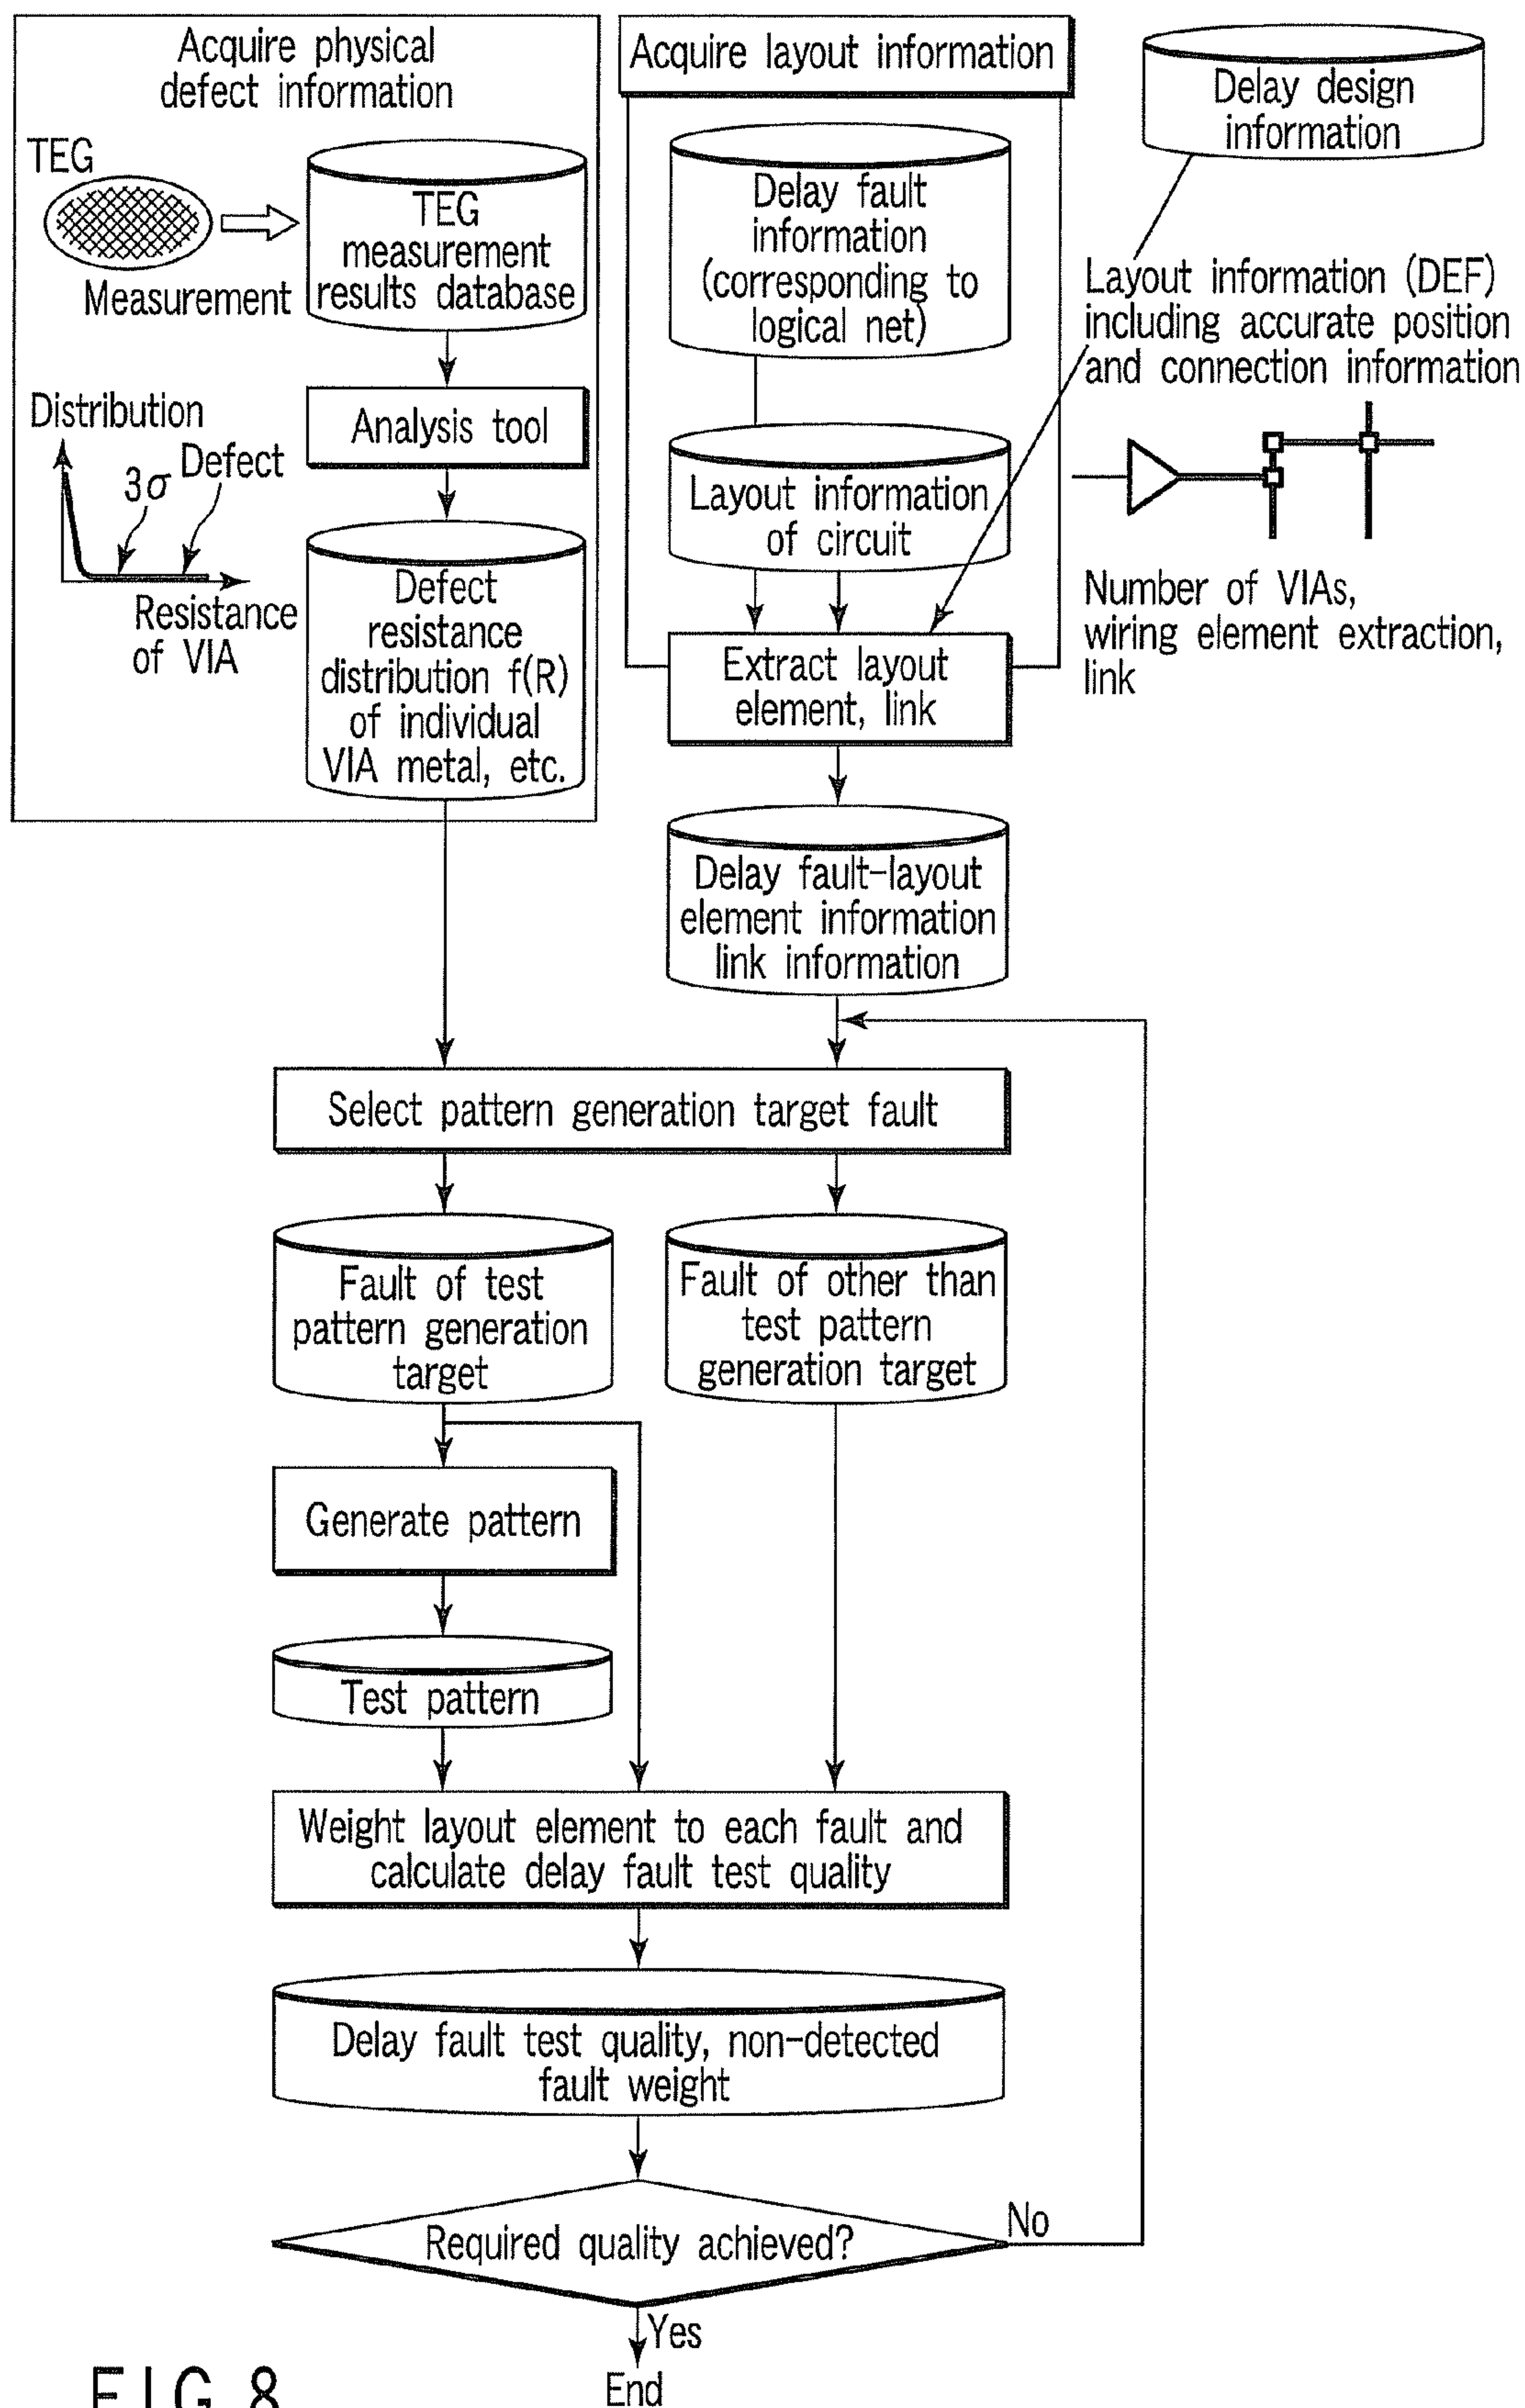 Acquire physical
defect information
TEG
Measurement
TEG
measurement
results database
Analysis tool
Distribution
3σ
Defect
Resistance
of VIA
Defect
resistance
distribution f(R)
of individual
VIA metal, etc.
Acquire layout information
Delay fault
information
(corresponding to
logical net)
Layout information
of circuit
Extract layout
element, link
Delay design
information
Layout information (DEF)
including accurate position
and connection information
Number of VIAs,
wiring element extraction,
link
Delay fault-layout
element information
link information
Select pattern generation target fault
Fault of test
pattern generation
target
Fault of other than
test pattern
generation target
Generate pattern
Test pattern
Weight layout element to each fault and
calculate delay fault test quality
Delay fault test quality, non-detected
fault weight
Required quality achieved?
No
Yes
End
FIG. 8